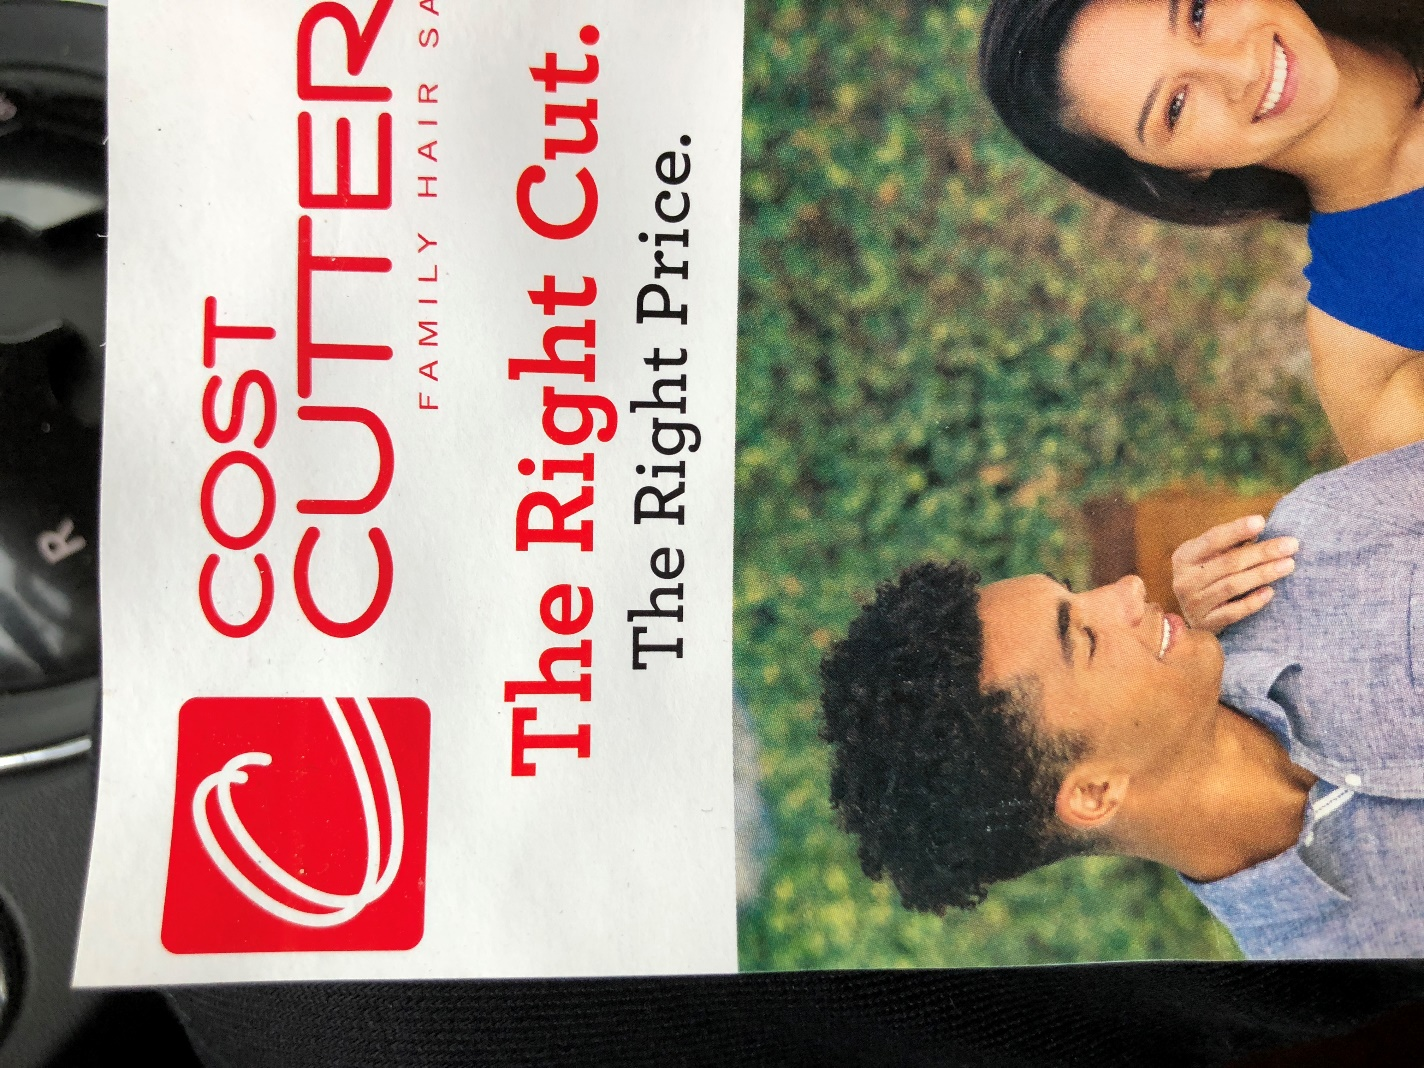 COST
CUTTER
FAMILY HAIR SA
The Right Cut.
The Right Price.
R